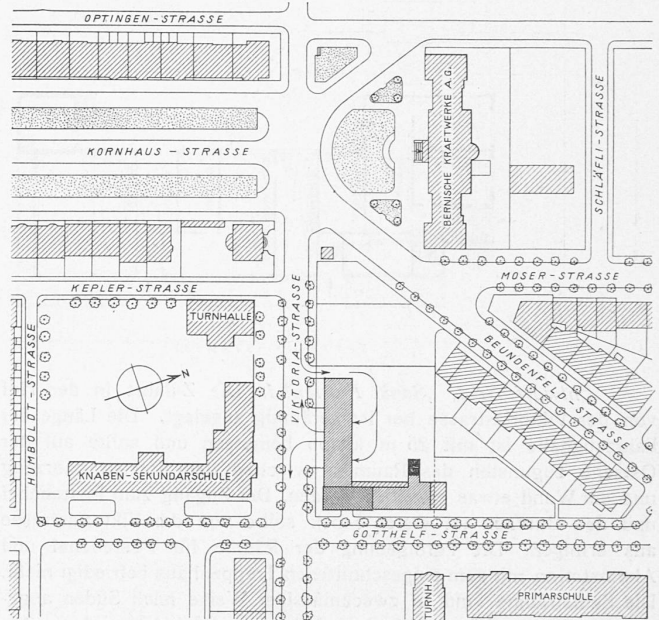 OPTINGEN-STRASSE
KORNHAUS-STRASSE
BERNISCHE KRAFTWERKE A.G.
SCHLÄFLI-STRASSE
KEPLER-STRASSE
MOSER-STRASSE
TURNHALLE
HUMBOLDT-STRASSE
VIKTORIA-STRASSE
BEUNDENFELD-STRASSE
N
KNABEN-SEKUNDARSCHULE
GOTTHELF-STRASSE
TURNH.
PRIMARSCHULE